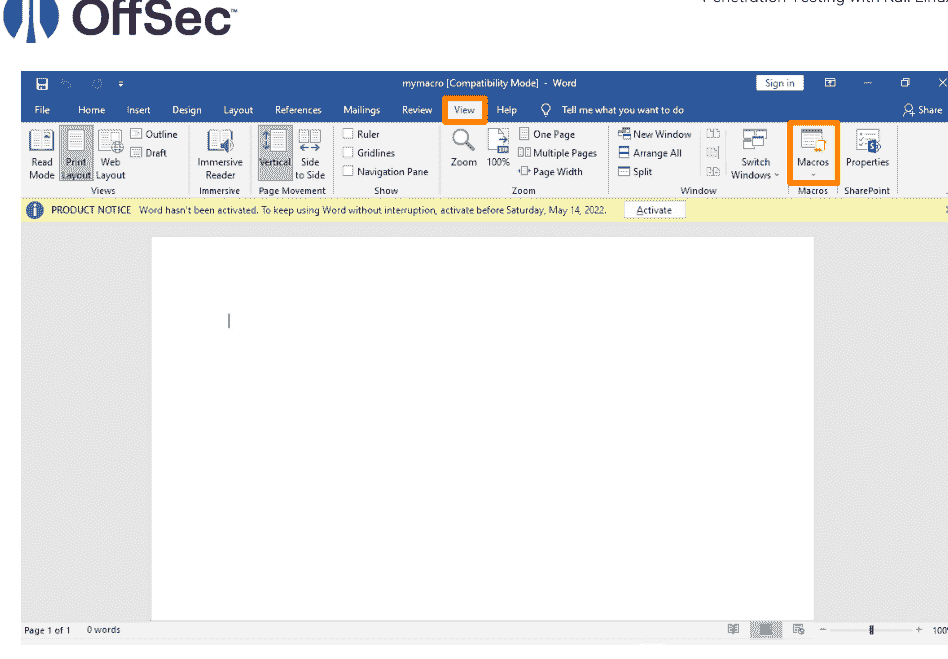 OffSec™
Penetration Testing with Kali Linux
mymacro [Compatibility Mode] - Word
Sign in
File Home Insert Design Layout References Mailings Review View Help Tell me what you want to do Share
Read Mode
Print Layout
Web Layout
Outline
Draft
Views
Immersive Reader
Immersive
Vertical
Side to Side
Page Movement
Ruler
Gridlines
Navigation Pane
Show
Zoom
100%
One Page
Multiple Pages
Page Width
Zoom
New Window
Arrange All
Split
Switch Windows
Window
Macros
Macros
Properties
SharePoint
PRODUCT NOTICE Word hasn't been activated. To keep using Word without interruption, activate before Saturday, May 14, 2022. Activate
Page 1 of 1 0 words
100